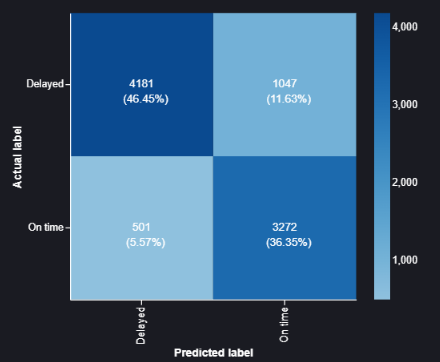 4,000
4181
1047
Delayed
(46.45%)
(11.63%)
3,000
Actual label
2,000
501
3272
On time
(5.57%)
(36.35%)
1,000
Delayed
On time
Predicted label